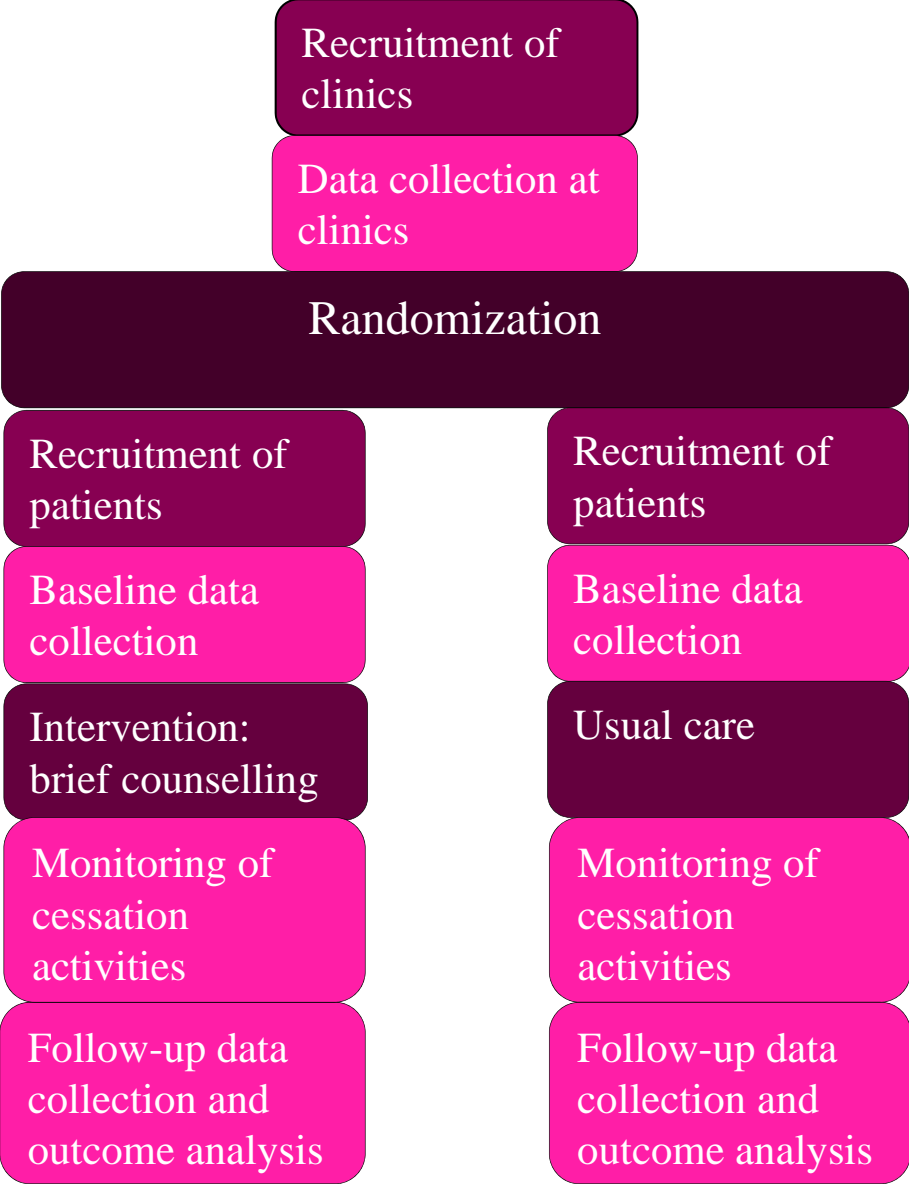 Recruitment of
clinics
Data collection at
clinics
Randomization
Recruitment of
patients
Baseline data
collection
Intervention:
brief counselling
Monitoring of
cessation
activities
Follow-up data
collection and
outcome analysis
Recruitment of
patients
Baseline data
collection
Usual care
Monitoring of
cessation
activities
Follow-up data
collection and
outcome analysis